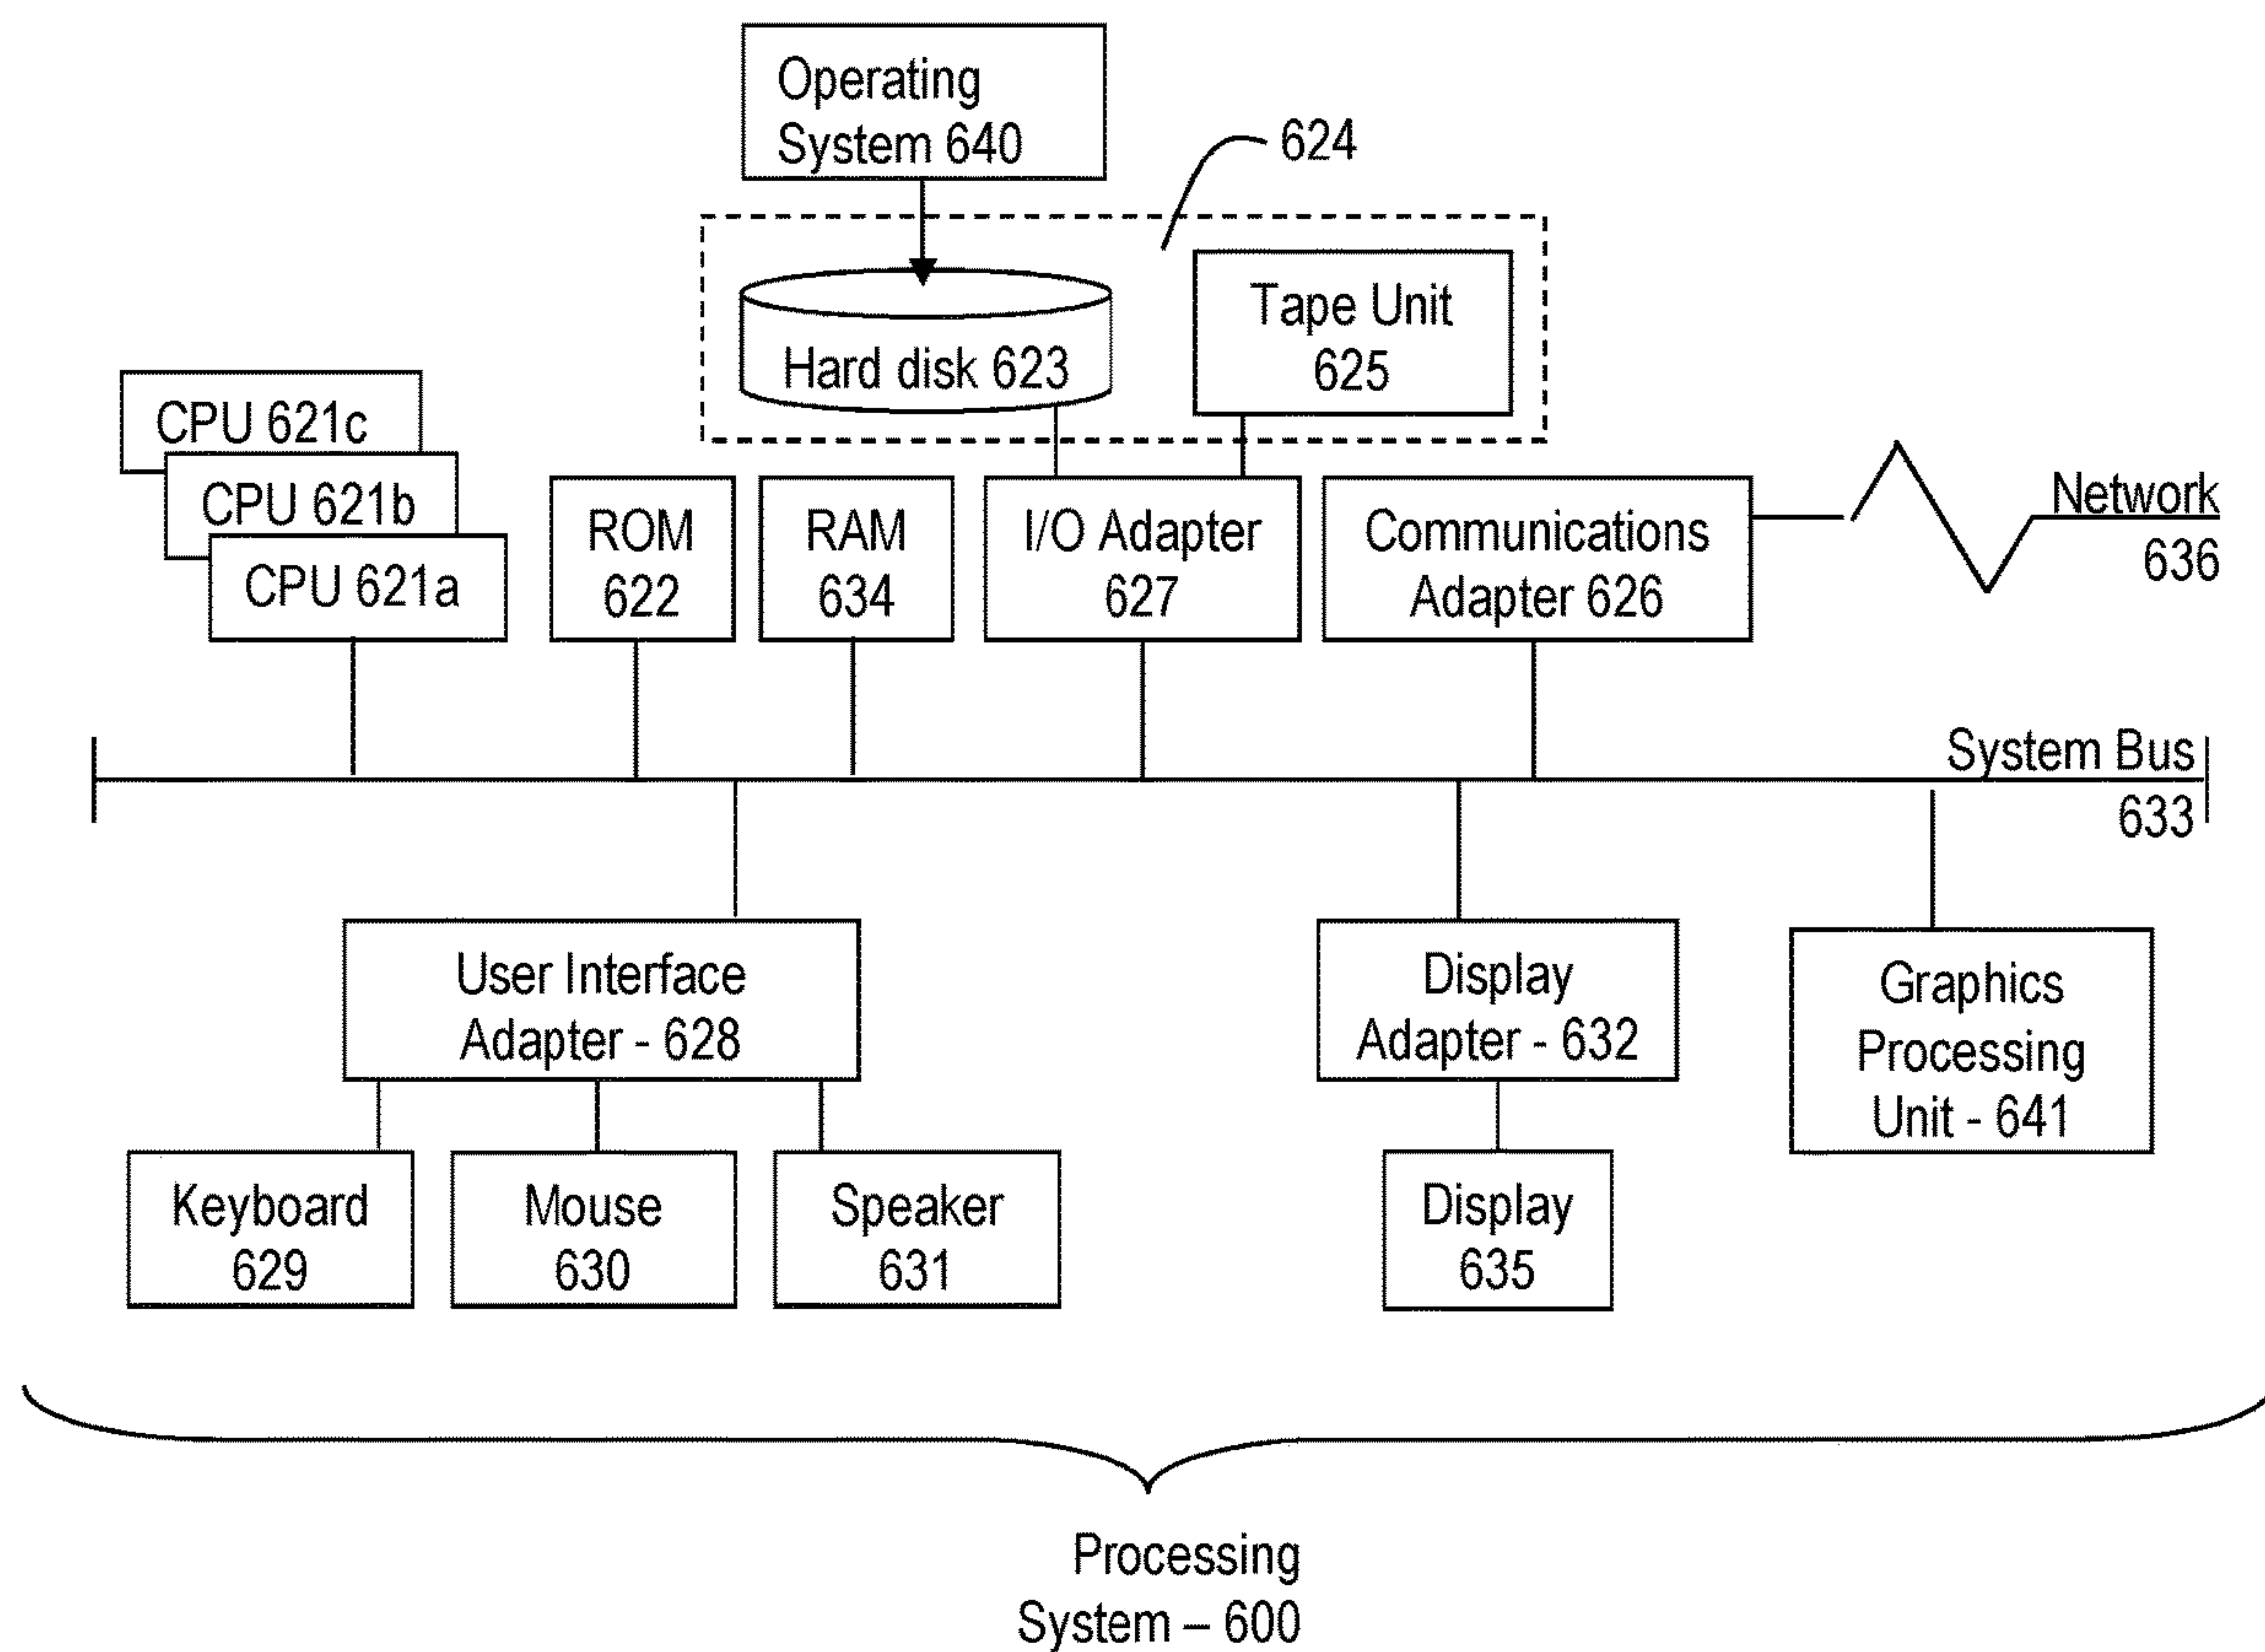 Operating
System 640
624
Hard disk 623
Tape Unit
625
CPU 621c
CPU 621b
CPU 621a
ROM
622
RAM
634
I/O Adapter
627
Communications
Adapter 626
Network
636
System Bus
633
User Interface
Adapter - 628
Display
Adapter - 632
Graphics
Processing
Unit - 641
Keyboard
629
Mouse
630
Speaker
631
Display
635
Processing
System – 600